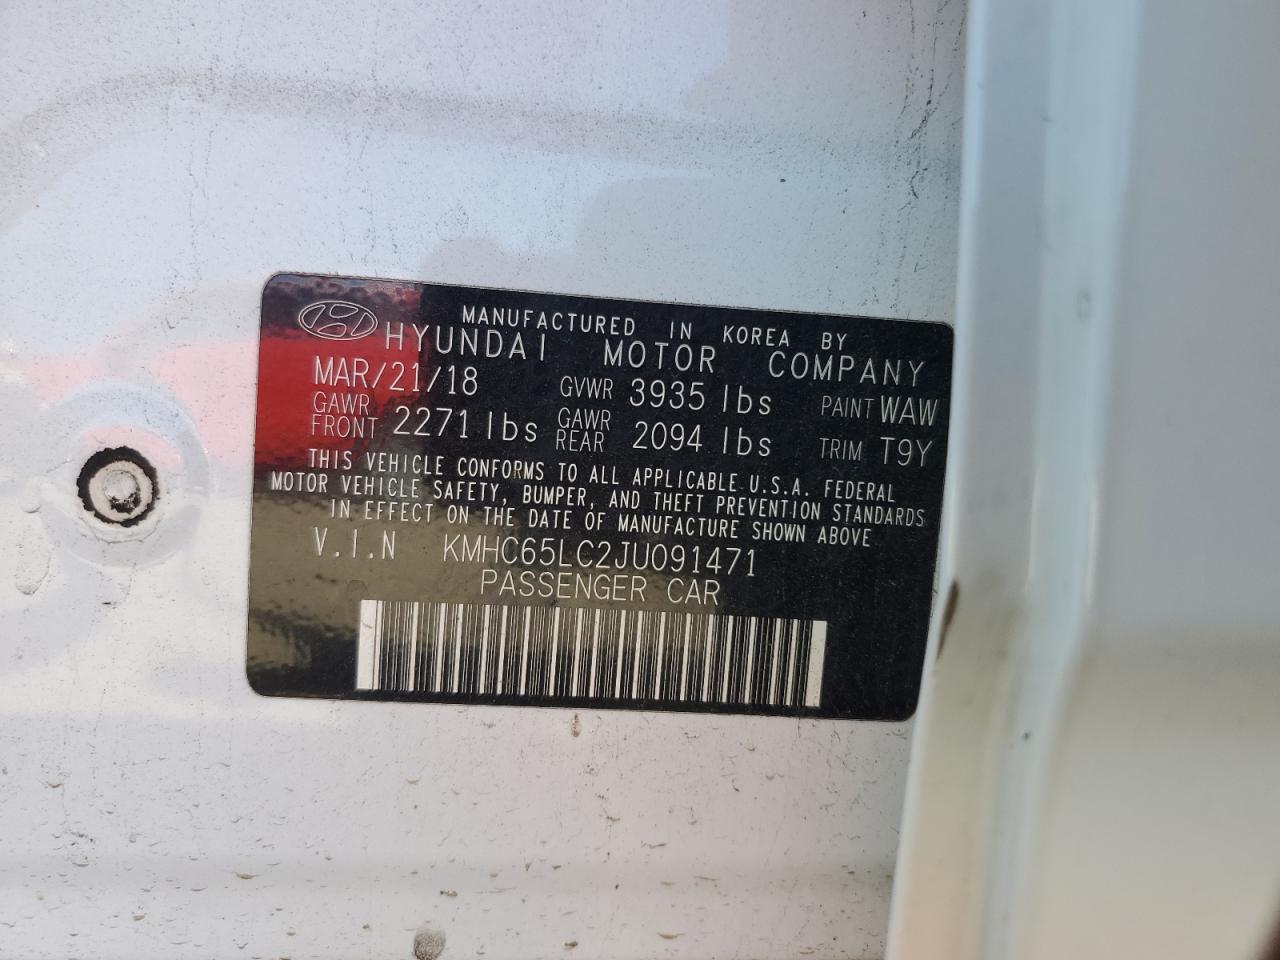 MANUFACTURED IN KOREA BY
HYUNDAI MOTOR COMPANY
MAR/21/18 GVWR 3935 lbs PAINT WAW
GAWR FRONT 2271 lbs GAWR REAR 2094 lbs TRIM T9Y
THIS VEHICLE CONFORMS TO ALL APPLICABLE U.S.A. FEDERAL
MOTOR VEHICLE SAFETY, BUMPER, AND THEFT PREVENTION STANDARDS
IN EFFECT ON THE DATE OF MANUFACTURE SHOWN ABOVE
V.I.N KMHC65LC2JU091471
PASSENGER CAR